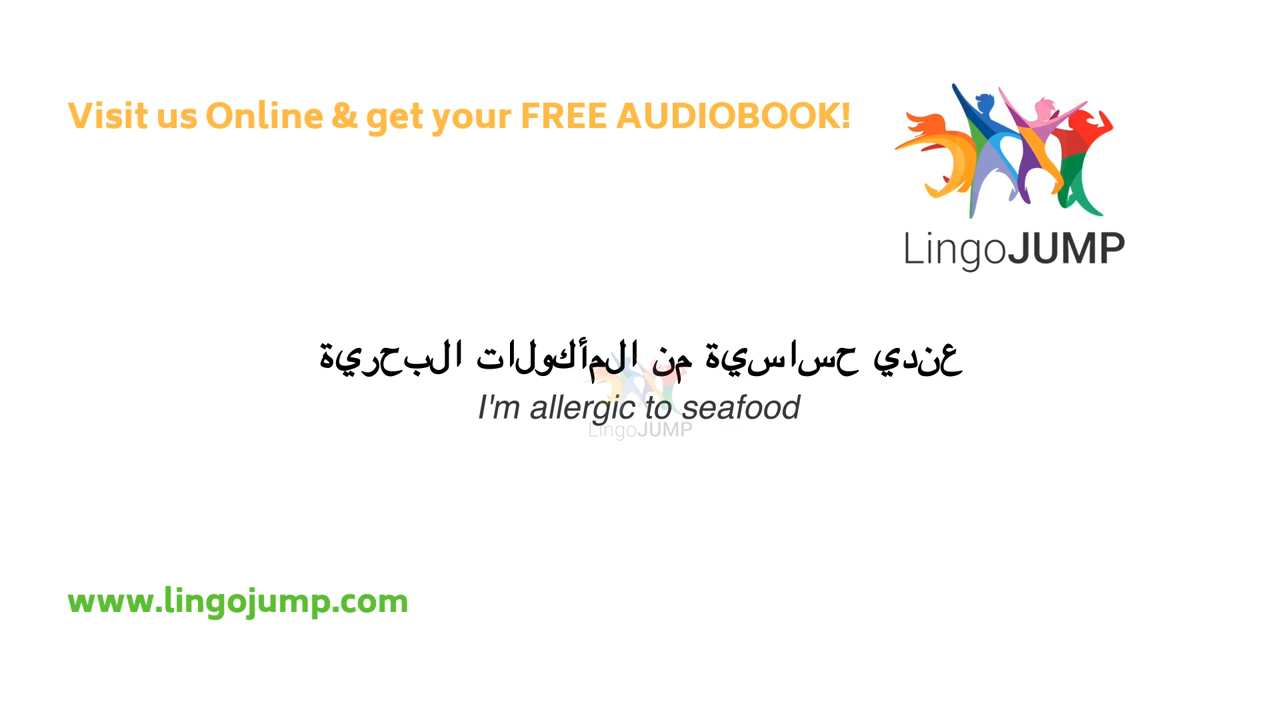 Visit us Online & get your FREE AUDIOBOOK!
LingoJUMP
عندي حساسية من المأكولات البحرية
I'm allergic to seafood
LingoJUMP
www.lingojump.com